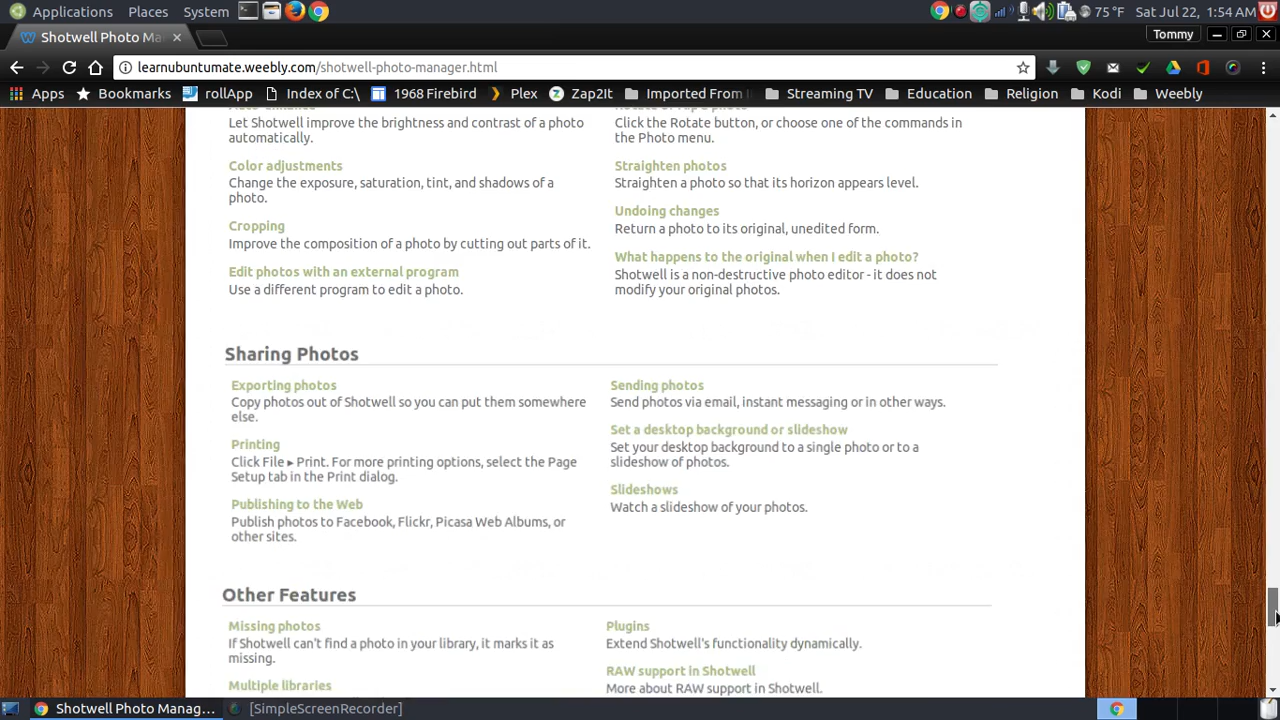 Applications Places System 75 °F Sat Jul 22, 1:54 AM
Shotwell Photo Ma
Tommy
learnubuntumate.weebly.com/shotwell-photo-manager.html
Apps Bookmarks rollApp Index of C:\ 1968 Firebird Plex Zap2It Imported From Streaming TV Education Religion Kodi Weebly
Let Shotwell improve the brightness and contrast of a photo
automatically.
Color adjustments
Change the exposure, saturation, tint, and shadows of a
photo.
Cropping
Improve the composition of a photo by cutting out parts of it.
Edit photos with an external program
Use a different program to edit a photo.
Click the Rotate button, or choose one of the commands in
the Photo menu.
Straighten photos
Straighten a photo so that its horizon appears level.
Undoing changes
Return a photo to its original, unedited form.
What happens to the original when I edit a photo?
Shotwell is a non-destructive photo editor - it does not
modify your original photos.
Sharing Photos
Exporting photos
Copy photos out of Shotwell so you can put them somewhere
else.
Printing
Click File ▸ Print. For more printing options, select the Page
Setup tab in the Print dialog.
Publishing to the Web
Publish photos to Facebook, Flickr, Picasa Web Albums, or
other sites.
Sending photos
Send photos via email, instant messaging or in other ways.
Set a desktop background or slideshow
Set your desktop background to a single photo or to a
slideshow of photos.
Slideshows
Watch a slideshow of your photos.
Other Features
Missing photos
If Shotwell can't find a photo in your library, it marks it as
missing.
Multiple libraries
Plugins
Extend Shotwell's functionality dynamically.
RAW support in Shotwell
More about RAW support in Shotwell.
Shotwell Photo Manag... [SimpleScreenRecorder]